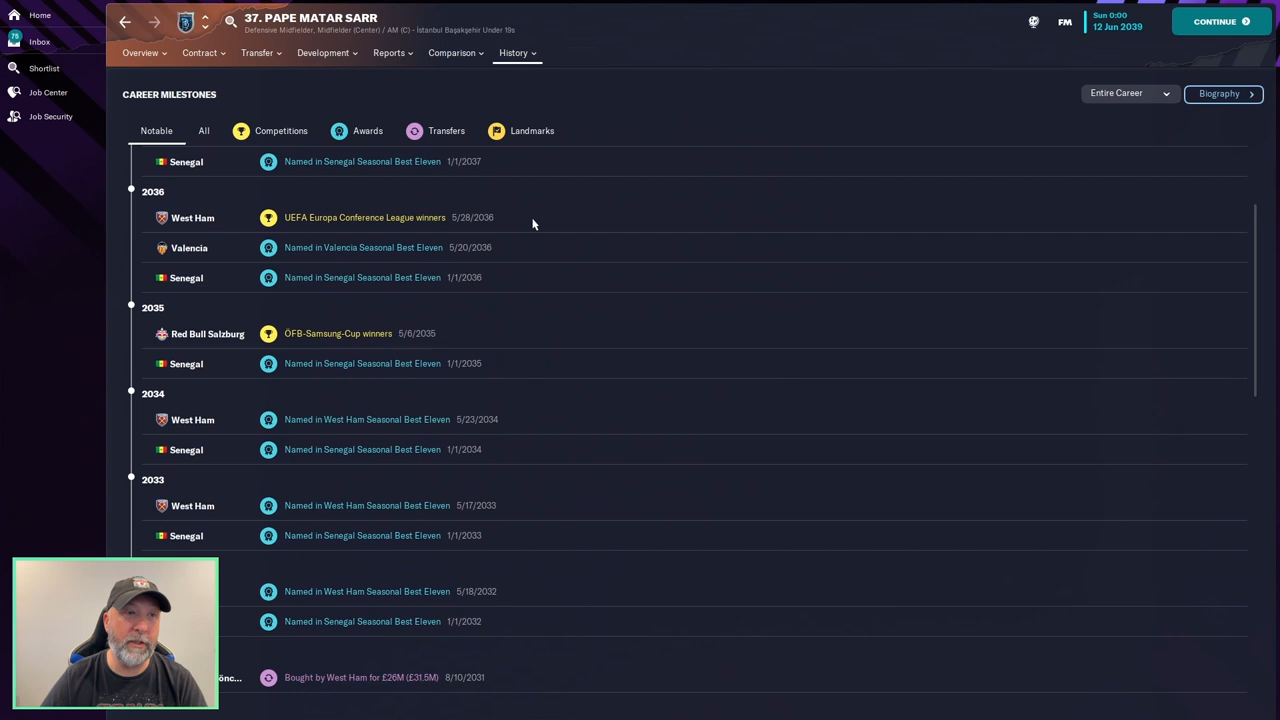 Home
75
Inbox
Shortlist
Job Center
Job Security
37. PAPE MATAR SARR
Defensive Midfielder, Midfielder (Center) / AM (C) - İstanbul Başakşehir Under 19s
FM
Sun 0:00
12 Jun 2039
CONTINUE
Overview Contract Transfer Development Reports Comparison History
CAREER MILESTONES
Entire Career
Biography
Notable All Competitions Awards Transfers Landmarks
Senegal Named in Senegal Seasonal Best Eleven 1/1/2037
2036
West Ham UEFA Europa Conference League winners 5/28/2036
Valencia Named in Valencia Seasonal Best Eleven 5/20/2036
Senegal Named in Senegal Seasonal Best Eleven 1/1/2036
2035
Red Bull Salzburg ÖFB-Samsung-Cup winners 5/6/2035
Senegal Named in Senegal Seasonal Best Eleven 1/1/2035
2034
West Ham Named in West Ham Seasonal Best Eleven 5/23/2034
Senegal Named in Senegal Seasonal Best Eleven 1/1/2034
2033
West Ham Named in West Ham Seasonal Best Eleven 5/17/2033
Senegal Named in Senegal Seasonal Best Eleven 1/1/2033
Named in West Ham Seasonal Best Eleven 5/18/2032
Named in Senegal Seasonal Best Eleven 1/1/2032
önc... Bought by West Ham for £26M (£31.5M) 8/10/2031